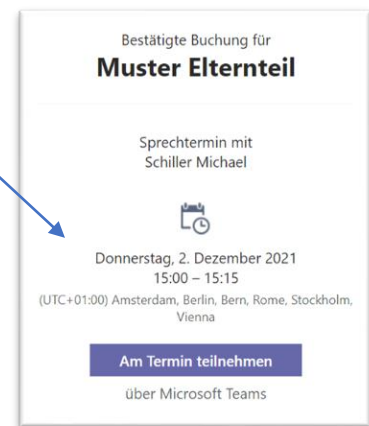 Bestätigte Buchung für
Muster Elternteil
Sprechtermin mit
Schiller Michael
Donnerstag, 2. Dezember 2021
15:00 – 15:15
(UTC+01:00) Amsterdam, Berlin, Bern, Rome, Stockholm,
Vienna
Am Termin teilnehmen
über Microsoft Teams